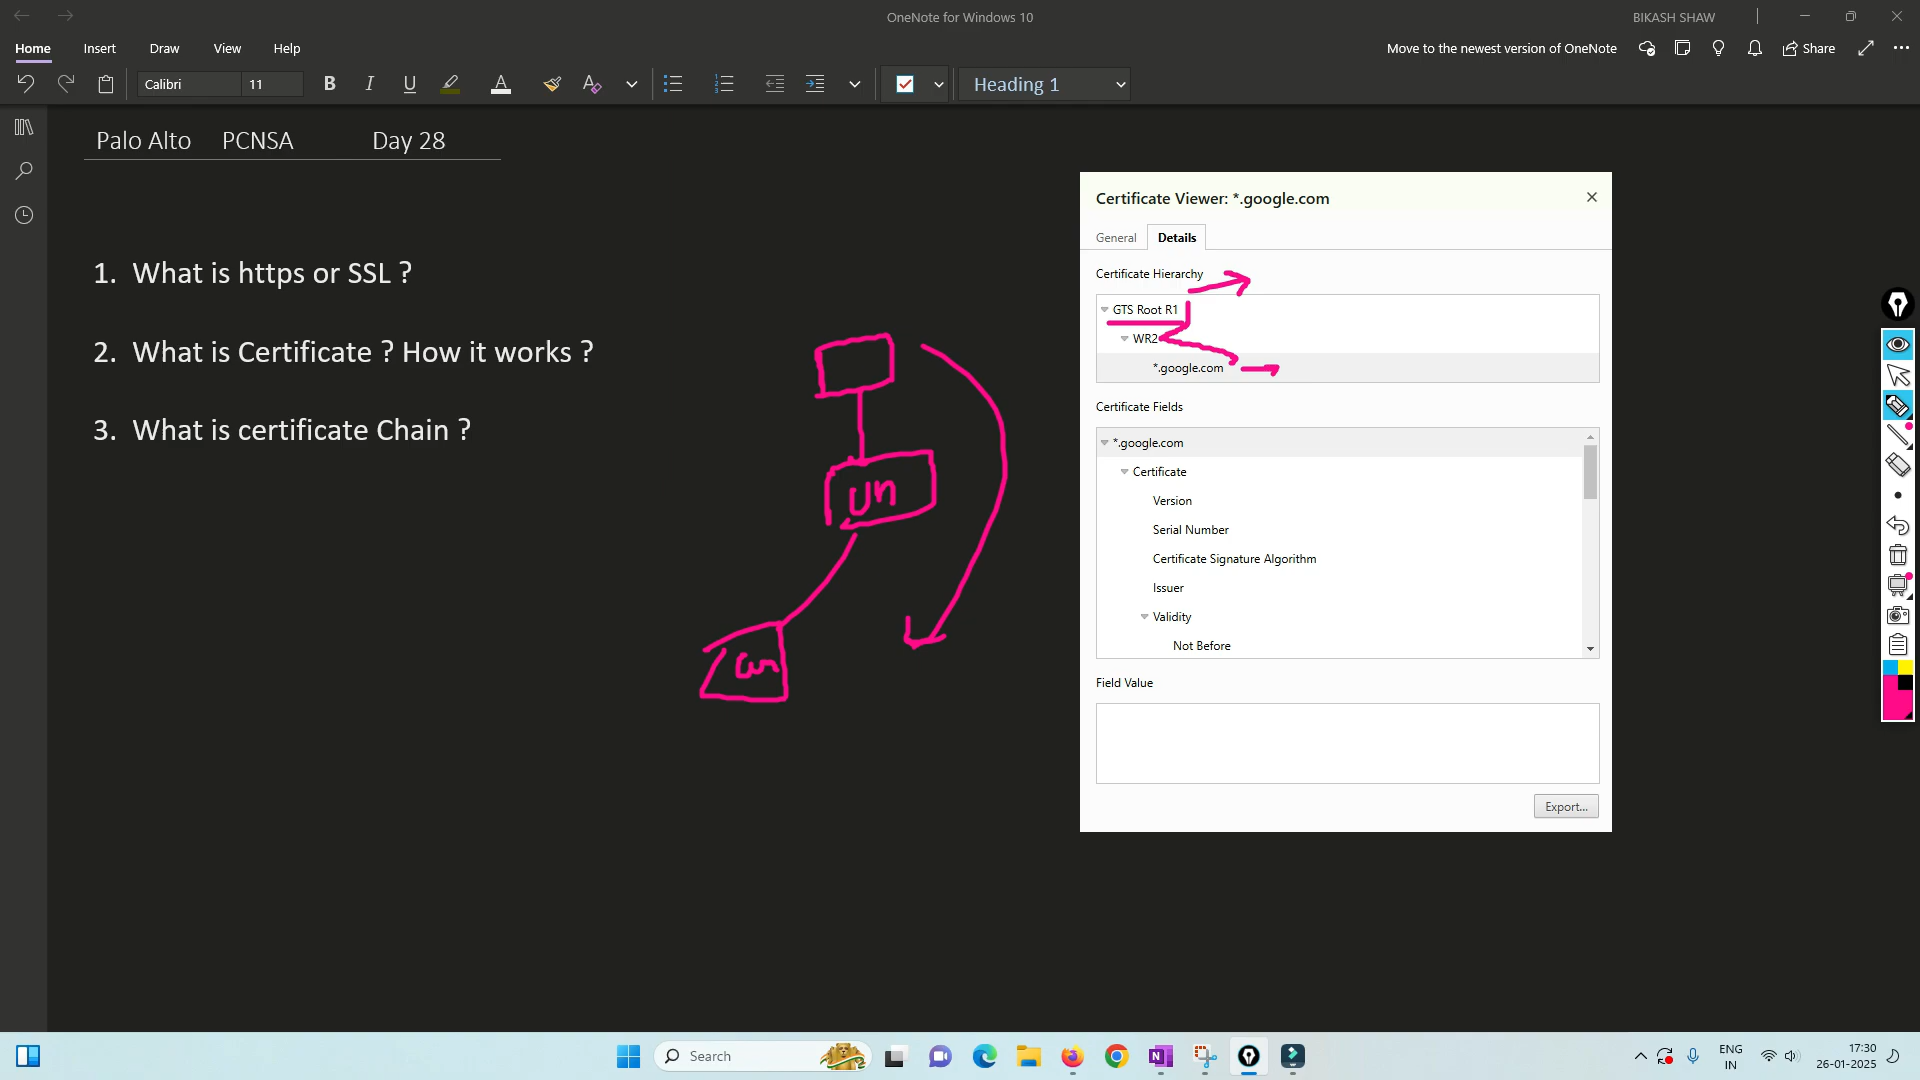 OneNote for Windows 10
BIKASH SHAW
Home Insert Draw View Help
Move to the newest version of OneNote
Share
Calibri 11 B I U A A Heading 1
Palo Alto PCNSA Day 28
1. What is https or SSL ?
2. What is Certificate ? How it works ?
3. What is certificate Chain ?
un
Certificate Viewer: *.google.com
General Details
Certificate Hierarchy
GTS Root R1
WR2
*.google.com
Certificate Fields
*.google.com
Certificate
Version
Serial Number
Certificate Signature Algorithm
Issuer
Validity
Not Before
Field Value
Export...
Search
ENG
IN
17:30
26-01-2025